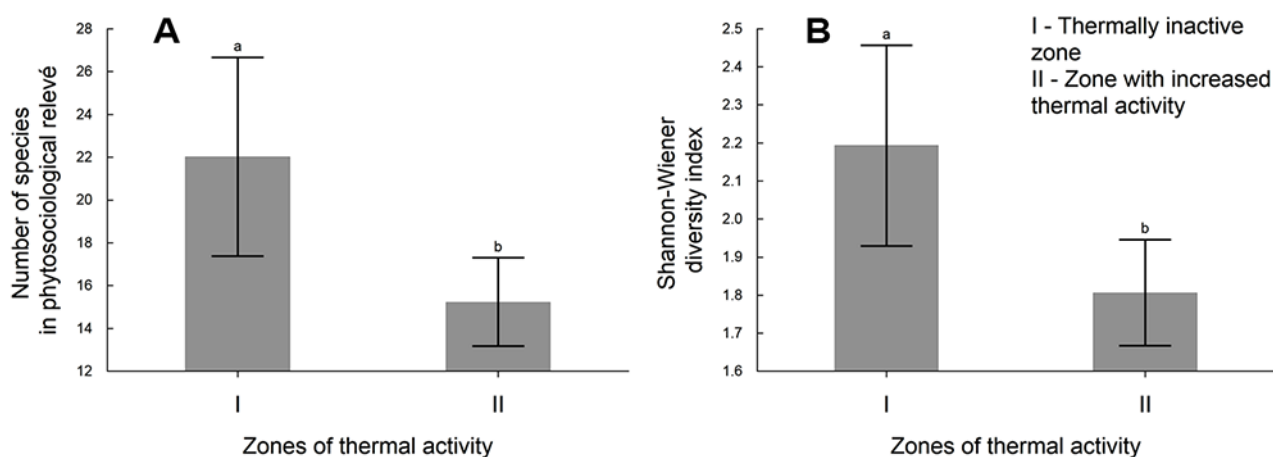 A
Number of species
in phytosociological relevé
28
26
24
22
20
18
16
14
12
a
b
I
II
Zones of thermal activity
B
Shannon-Wiener
diversity index
2.5
2.4
2.3
2.2
2.1
2.0
1.9
1.8
1.7
1.6
a
b
I
II
Zones of thermal activity
I - Thermally inactive
zone
II - Zone with increased
thermal activity